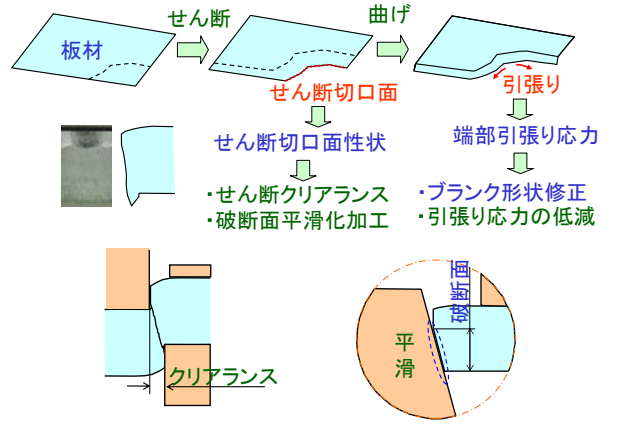 せん断
曲げ
板材
せん断切口面
引張り
せん断切口面性状
端部引張り応力
・せん断クリアランス
・破断面平滑化加工
・ブランク形状修正
・引張り応力の低減
クリアランス
破断面
平滑